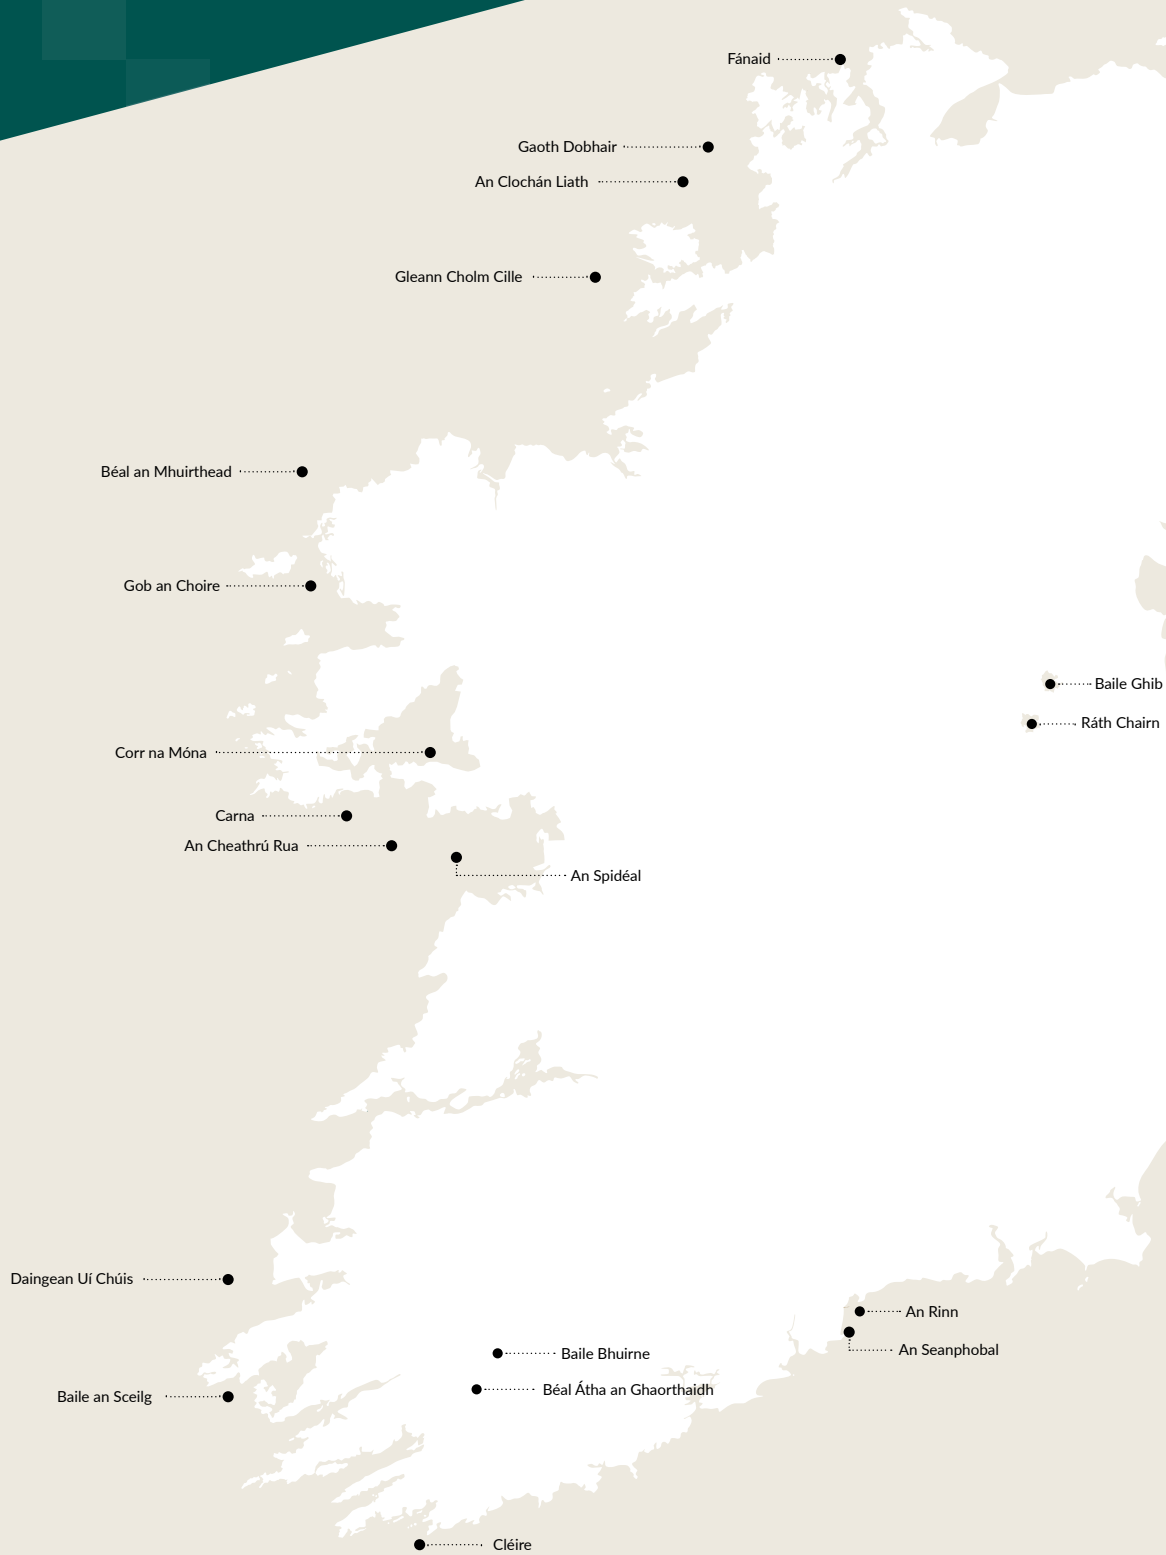 Fánaid
Gaoth Dobhair
An Clochán Liath
Gleann Cholm Cille
Béal an Mhuirthead
Gob an Choire
Baile Ghib
Ráth Chairn
Corr na Móna
Carna
An Cheathrú Rua
An Spidéal
Daingean Uí Chúis
An Rinn
An Seanphobal
Baile Bhuirne
Béal Átha an Ghaorthaidh
Baile an Sceilg
Cléire